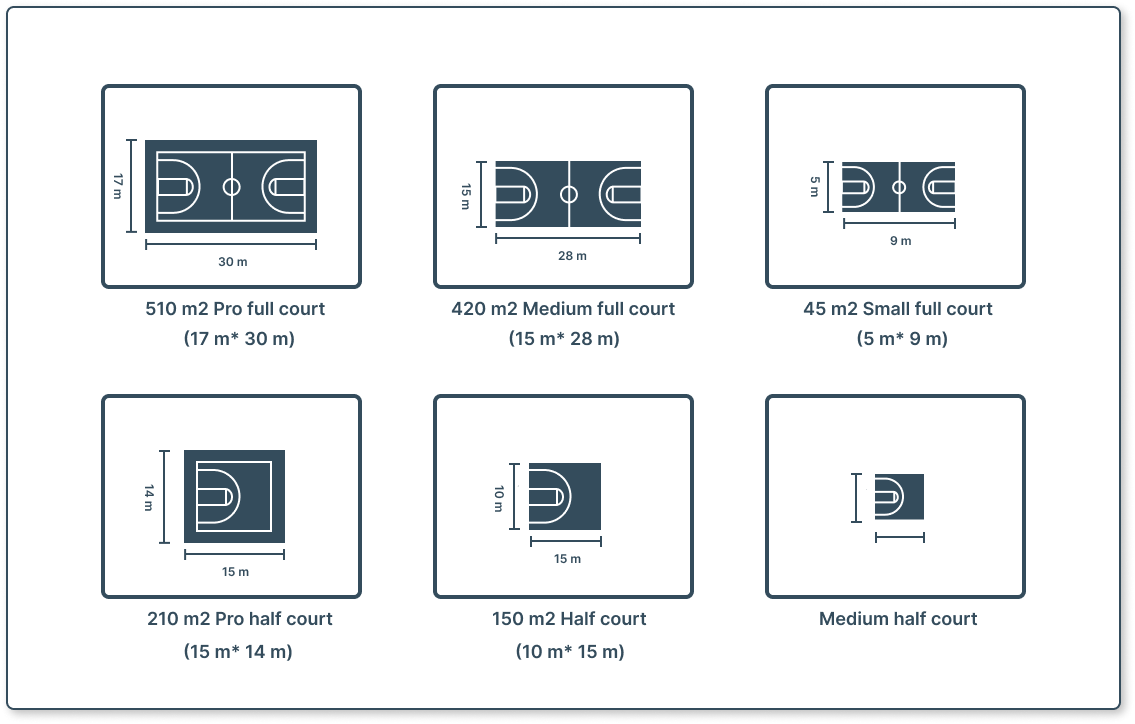 17 m
30 m
510 m2 Pro full court
(17 m* 30 m)
15 m
28 m
420 m2 Medium full court
(15 m* 28 m)
5 m
9 m
45 m2 Small full court
(5 m* 9 m)
14 m
15 m
210 m2 Pro half court
(15 m* 14 m)
10 m
15 m
150 m2 Half court
(10 m* 15 m)
Medium half court